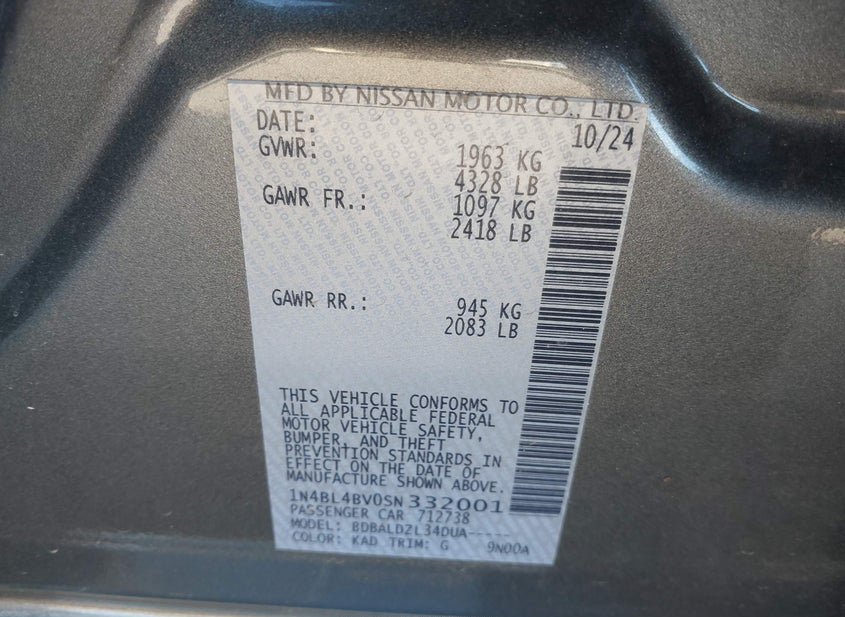 MFD BY NISSAN MOTOR CO., LTD.
DATE: 10/24
GVWR: 1963 KG
4328 LB
GAWR FR.: 1097 KG
2418 LB
GAWR RR.: 945 KG
2083 LB
THIS VEHICLE CONFORMS TO
ALL APPLICABLE FEDERAL
MOTOR VEHICLE SAFETY,
BUMPER, AND THEFT
PREVENTION STANDARDS IN
EFFECT ON THE DATE OF
MANUFACTURE SHOWN ABOVE.
1N4BL4BV0SN332001
PASSENGER CAR 712738
MODEL: BDBALDZL34DUA-----
COLOR: KAD TRIM: G 9N00A